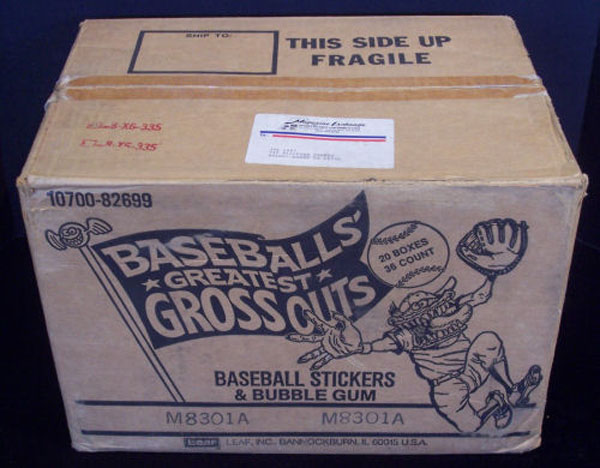 SHIP TO:
THIS SIDE UP
FRAGILE
10700-82699
BASEBALLS'
GREATEST
GROSS OUTS
20 BOXES
36 COUNT
BASEBALL STICKERS
& BUBBLE GUM
M8301A M8301A
LEAF LEAF, INC. BANNOCKBURN, IL 60015 U.S.A.